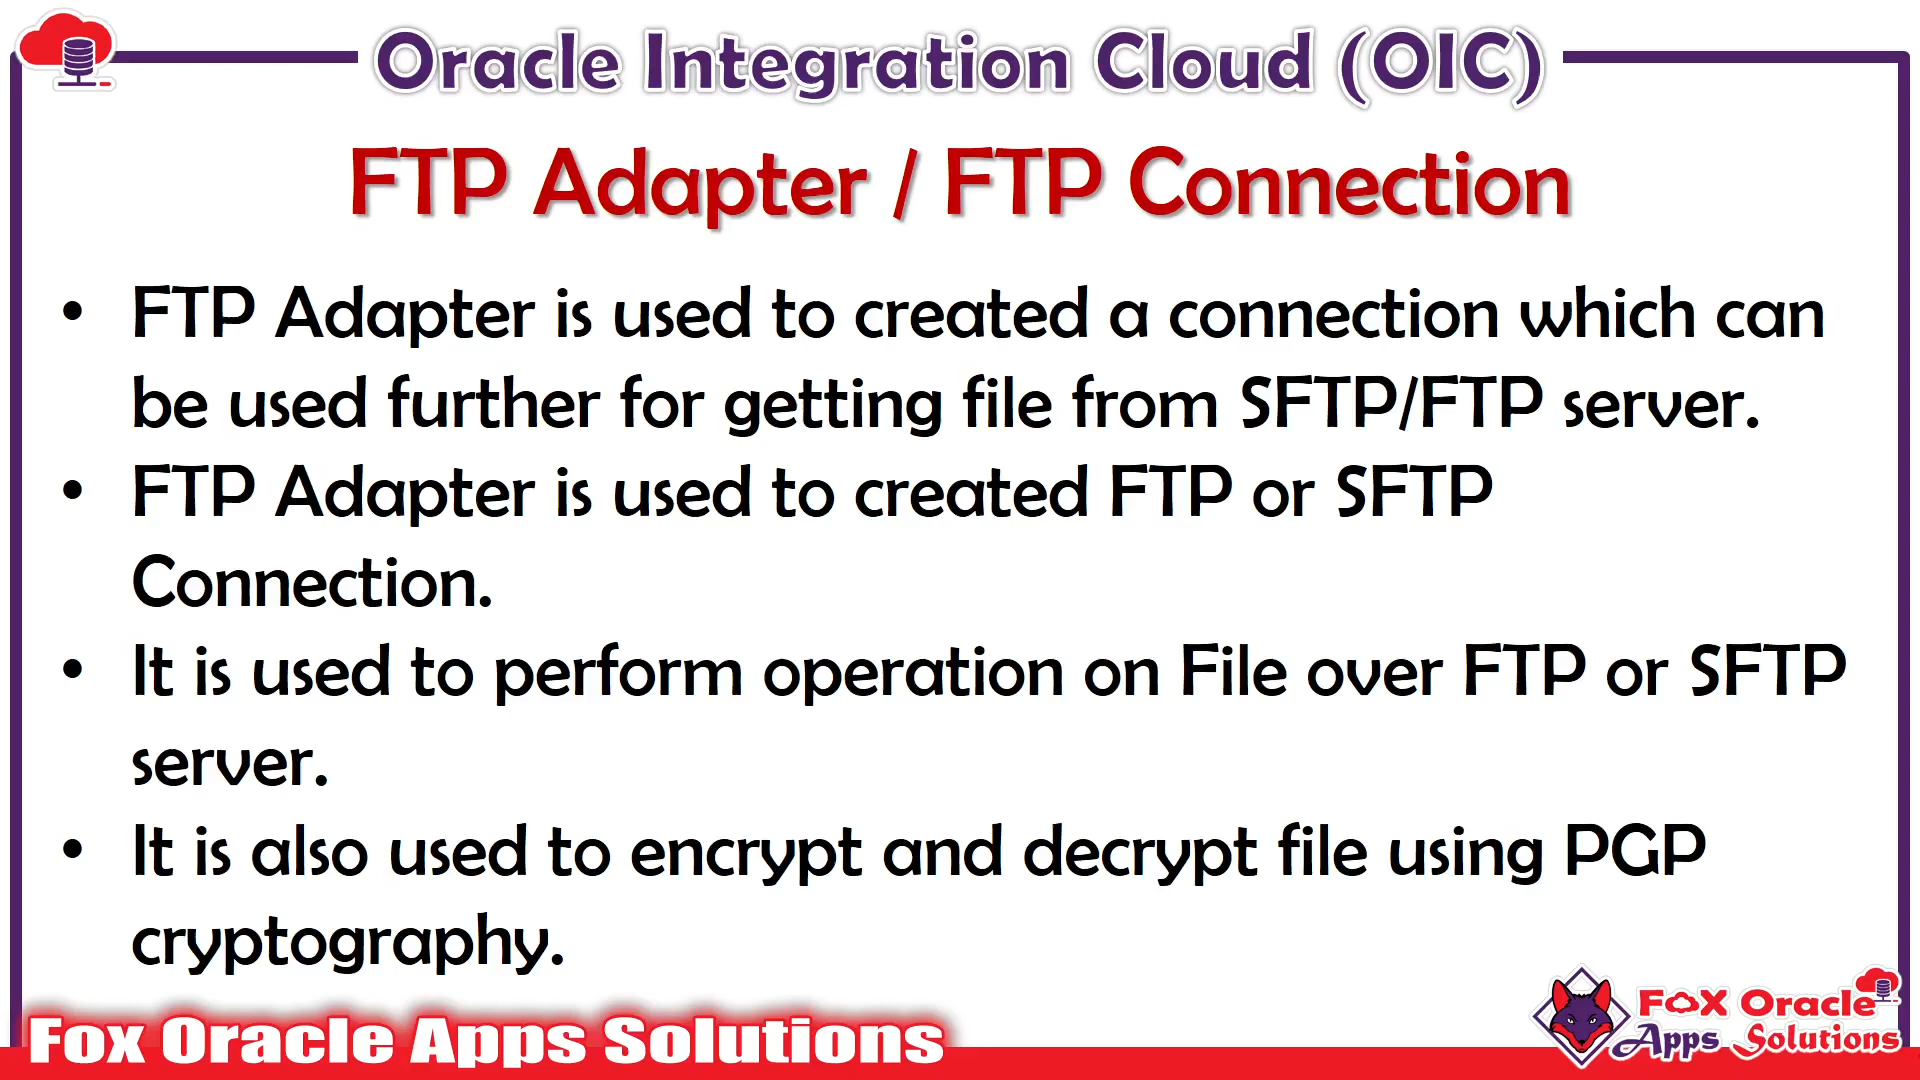 Oracle Integration Cloud (OIC)
FTP Adapter / FTP Connection
• FTP Adapter is used to created a connection which can
be used further for getting file from SFTP/FTP server.
• FTP Adapter is used to created FTP or SFTP
Connection.
• It is used to perform operation on File over FTP or SFTP
server.
• It is also used to encrypt and decrypt file using PGP
cryptography.
Fox Oracle Apps Solutions
Fox Oracle
Apps Solutions